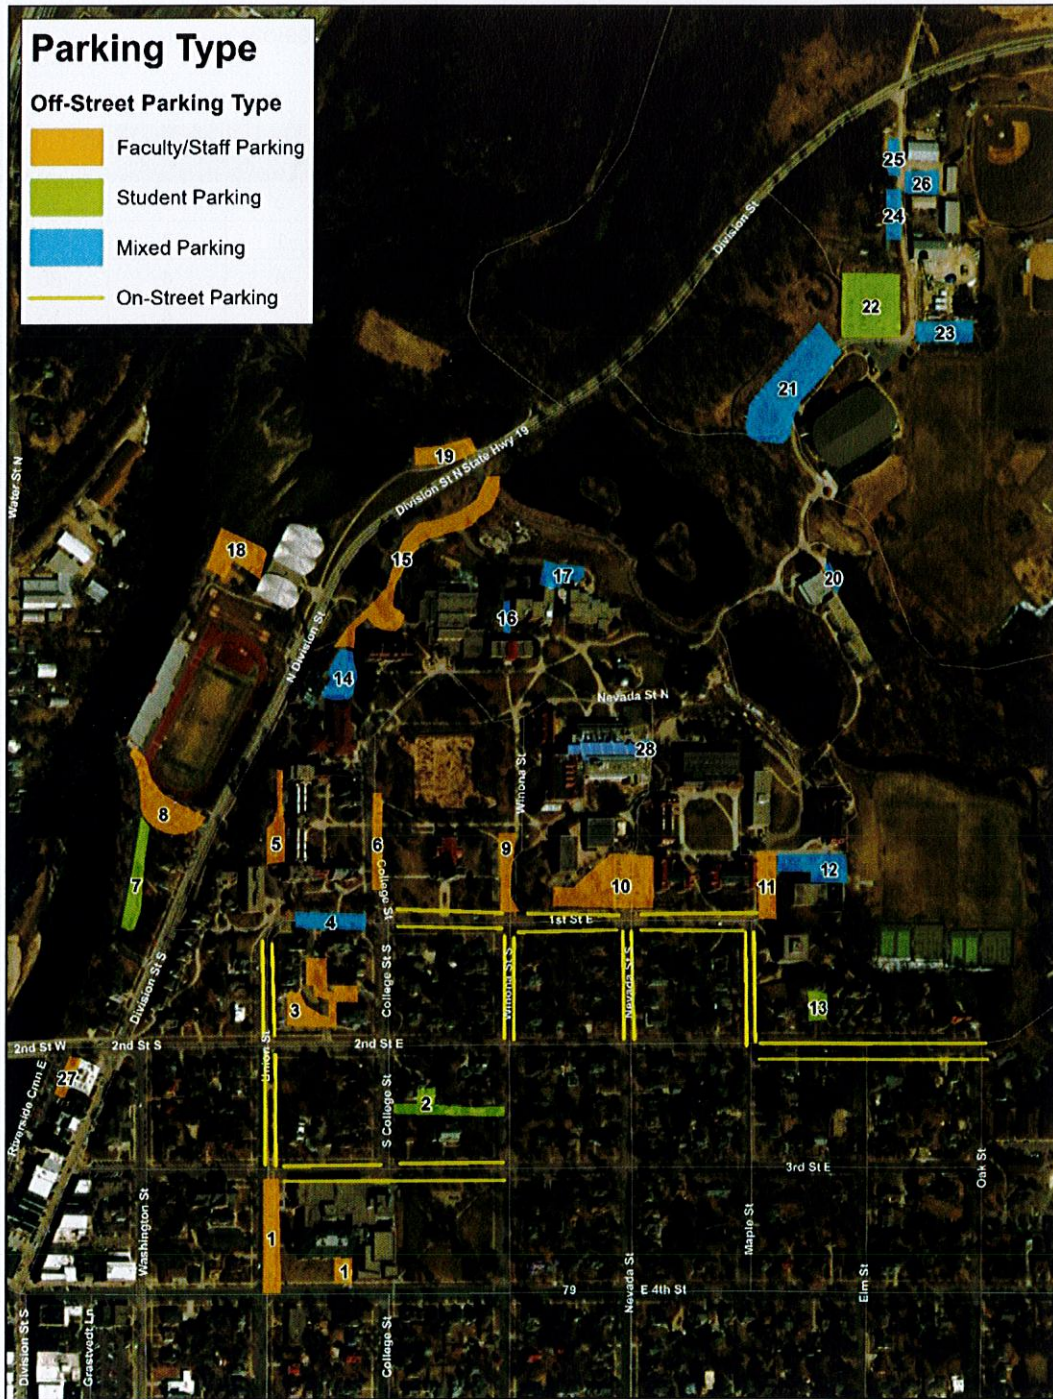 Parking Type
Off-Street Parking Type
Faculty/Staff Parking
Student Parking
Mixed Parking
On-Street Parking
25
26
24
Division St
22
23
21
19
Division St N State Hwy 19
Water St N
18
15
17
20
16
N Division St
14
Nevada St N
28
Winona St
8
5
6
9
7
College St
10
11
12
4
1st St E
Division St S
College St S
Winona St S
Nevada St S
3
13
2nd St W
2nd St S
2nd St E
Union St
27
Riverside Cmn E
2
S College St
3rd St E
Oak St
Washington St
1
Maple St
1
79
E 4th St
Nevada St
Elm St
Division St S
Grastvedt Ln
College St